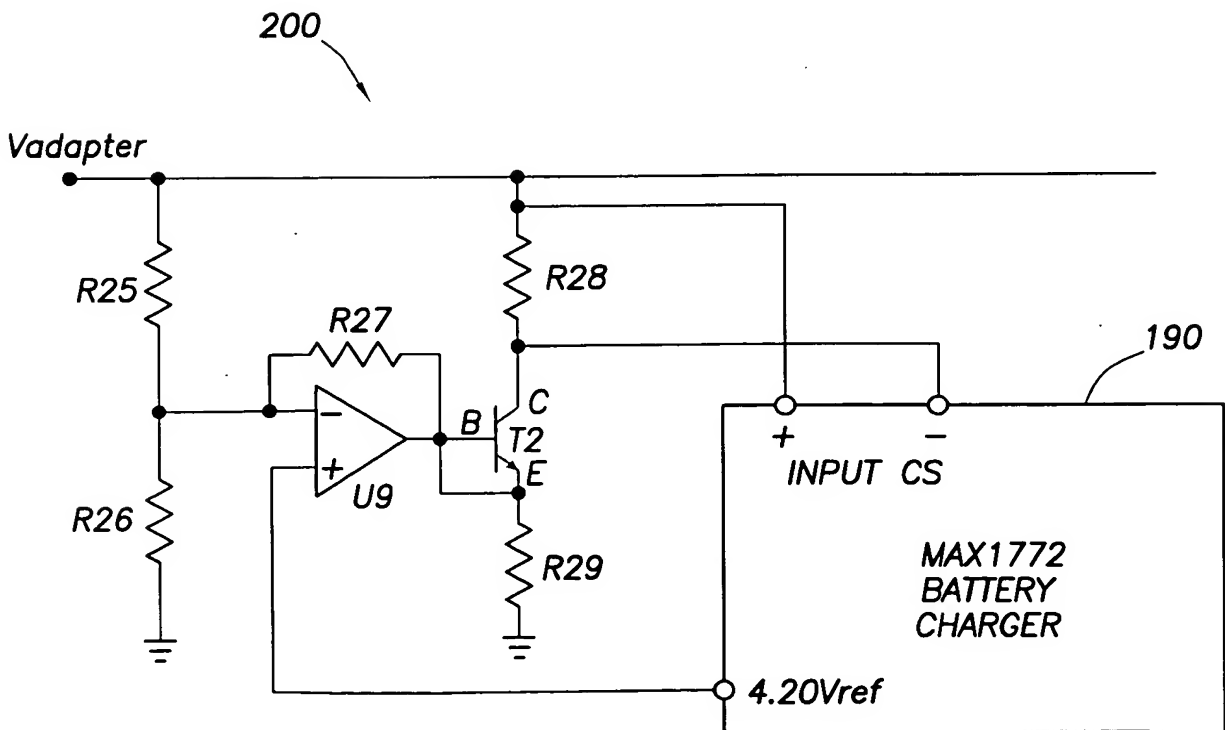 200
Vadapter
R25
R28
R27
190
−
B
C
T2
E
+
U9
+
−
INPUT CS
R26
R29
MAX1772
BATTERY
CHARGER
4.20Vref